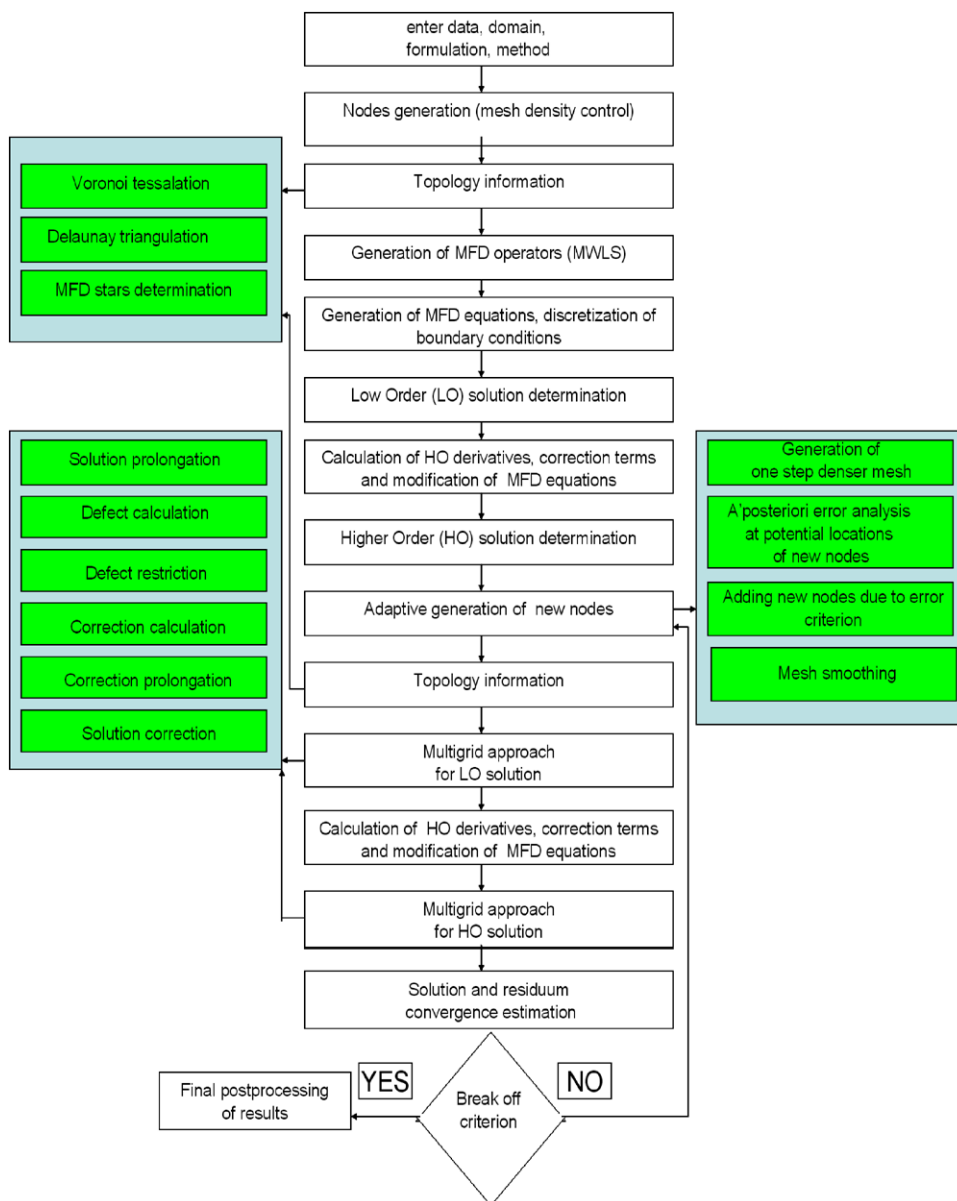 enter data, domain,
formulation, method
Nodes generation (mesh density control)
Topology information
Voronoi tessalation
Delaunay triangulation
MFD stars determination
Generation of MFD operators (MWLS)
Generation of MFD equations, discretization of
boundary conditions
Low Order (LO) solution determination
Calculation of HO derivatives, correction terms
and modification of MFD equations
Higher Order (HO) solution determination
Adaptive generation of new nodes
Generation of
one step denser mesh
A'posteriori error analysis
at potential locations
of new nodes
Adding new nodes due to error
criterion
Mesh smoothing
Topology information
Solution prolongation
Defect calculation
Defect restriction
Correction calculation
Correction prolongation
Solution correction
Multigrid approach
for LO solution
Calculation of HO derivatives, correction terms
and modification of MFD equations
Multigrid approach
for HO solution
Solution and residuum
convergence estimation
Break off
criterion
YES
NO
Final postprocessing
of results